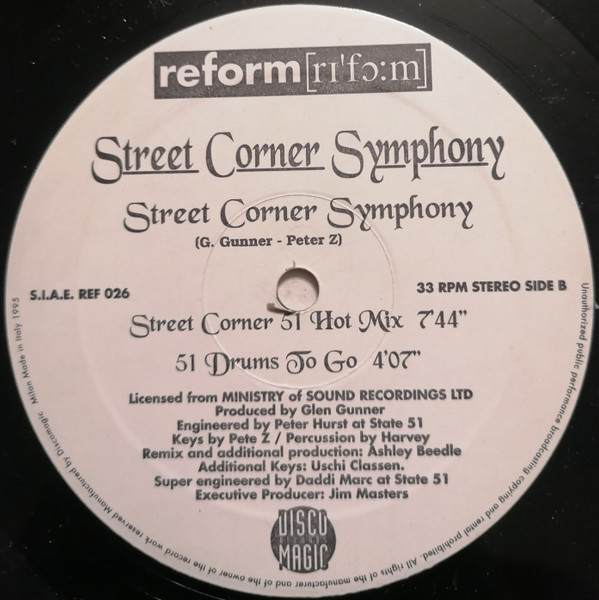 reform [rɪ'fɔ:m]
Street Corner Symphony
Street Corner Symphony
(G. Gunner - Peter Z)
S.I.A.E. REF 026
33 RPM STEREO SIDE B
Street Corner 51 Hot Mix 7'44"
51 Drums To Go 4'07"
Licensed from MINISTRY of SOUND RECORDINGS LTD
Produced by Glen Gunner
Engineered by Peter Hurst at State 51
Keys by Pete Z / Percussion by Harvey
Remix and additional production: Ashley Beedle
Additional Keys: Uschi Classen.
Super engineered by Daddi Marc at State 51
Executive Producer: Jim Masters
DISCO
MAGIC
Unauthorized public performance broadcasting copying and rental prohibited. All rights of the manufacturer and of the owner of the record work reserved Manufactured by Discomagic Milan Made in Italy 1995